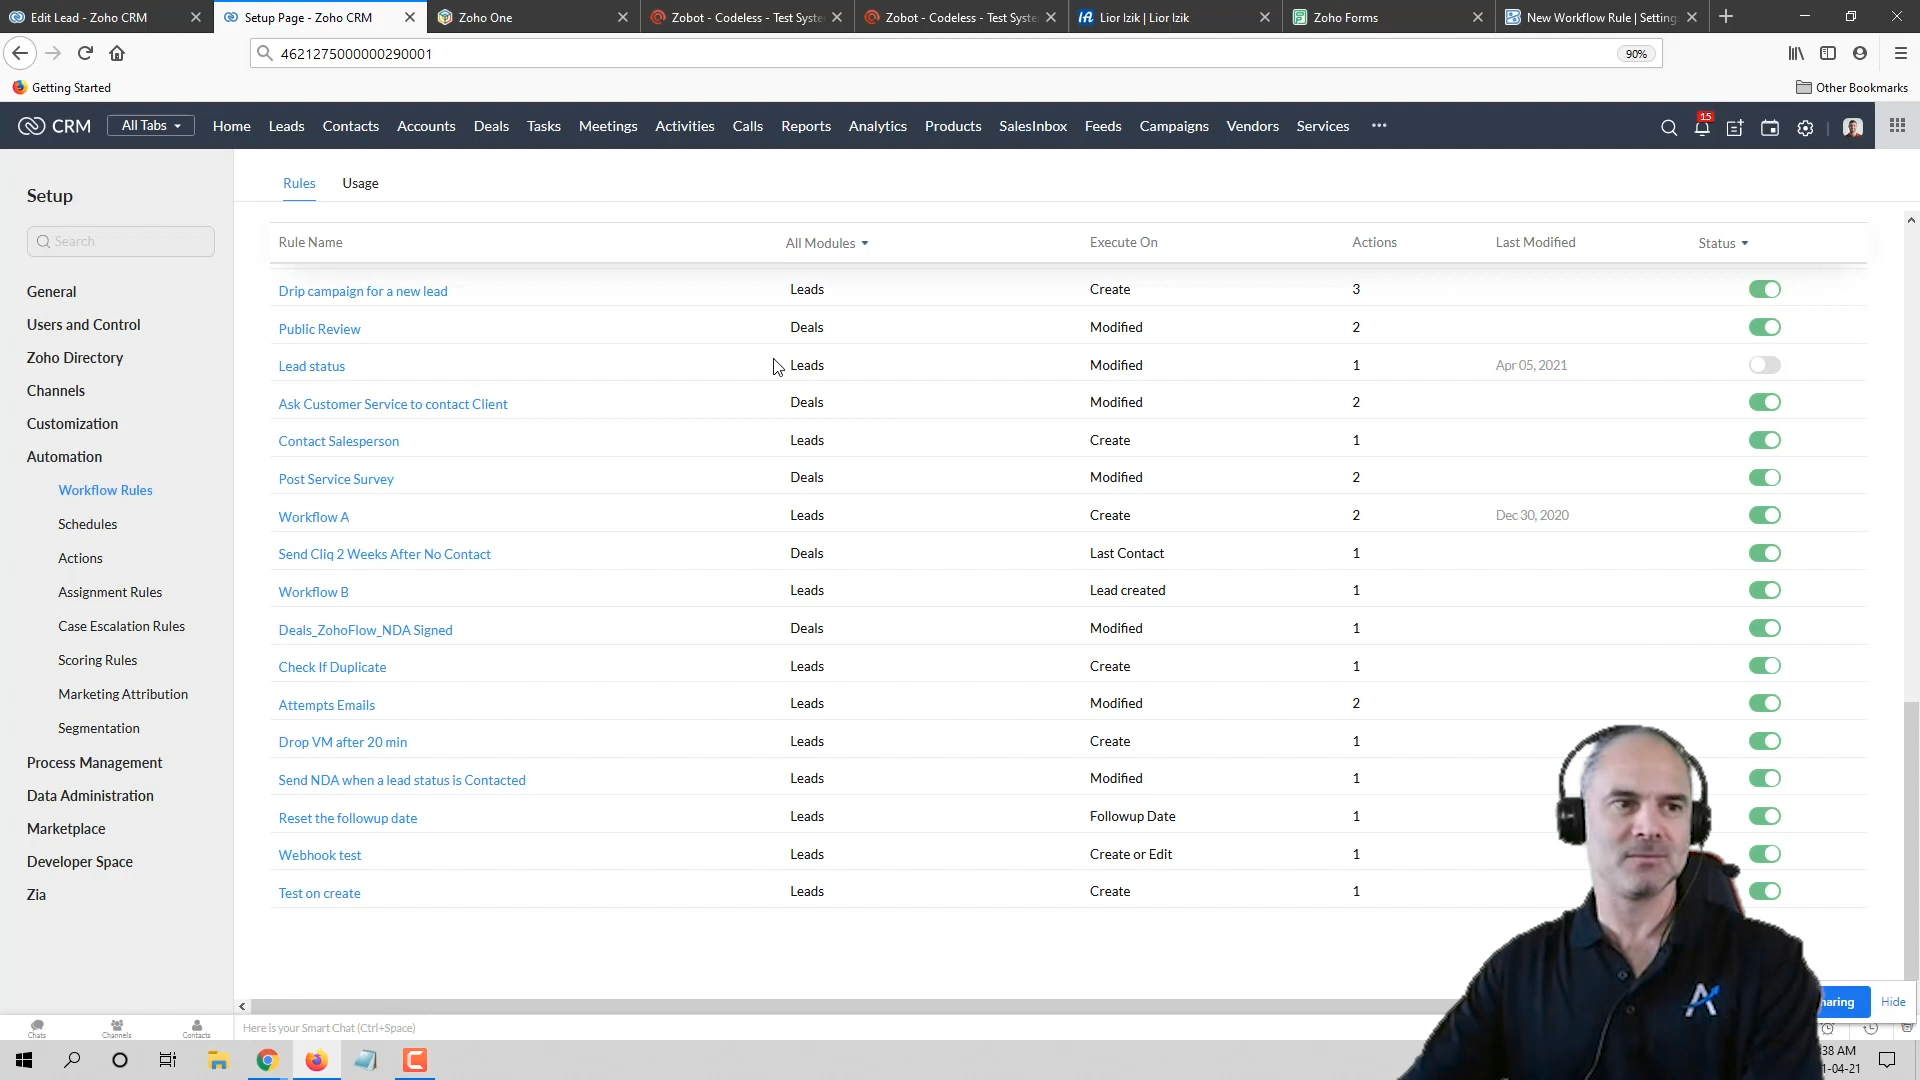 Edit Lead - Zoho CRM
Setup Page - Zoho CRM
Zoho One
Zobot - Codeless - Test Syste
Zobot - Codeless - Test Syste
Lior Izik | Lior Izik
Zoho Forms
New Workflow Rule | Setting
4621275000000290001
90%
Getting Started
Other Bookmarks
CRM
All Tabs
Home
Leads
Contacts
Accounts
Deals
Tasks
Meetings
Activities
Calls
Reports
Analytics
Products
SalesInbox
Feeds
Campaigns
Vendors
Services
15
Setup
Search
General
Users and Control
Zoho Directory
Channels
Customization
Automation
Workflow Rules
Schedules
Actions
Assignment Rules
Case Escalation Rules
Scoring Rules
Marketing Attribution
Segmentation
Process Management
Data Administration
Marketplace
Developer Space
Zia
Rules Usage
Rule Name All Modules Execute On Actions Last Modified Status
Drip campaign for a new lead Leads Create 3
Public Review Deals Modified 2
Lead status Leads Modified 1 Apr 05, 2021
Ask Customer Service to contact Client Deals Modified 2
Contact Salesperson Leads Create 1
Post Service Survey Deals Modified 2
Workflow A Leads Create 2 Dec 30, 2020
Send Cliq 2 Weeks After No Contact Deals Last Contact 1
Workflow B Leads Lead created 1
Deals_ZohoFlow_NDA Signed Deals Modified 1
Check If Duplicate Leads Create 1
Attempts Emails Leads Modified 2
Drop VM after 20 min Leads Create 1
Send NDA when a lead status is Contacted Leads Modified 1
Reset the followup date Leads Followup Date 1
Webhook test Leads Create or Edit 1
Test on create Leads Create 1
haring Hide
Chats Channels Contacts
Here is your Smart Chat (Ctrl+Space)
38 AM
1-04-21